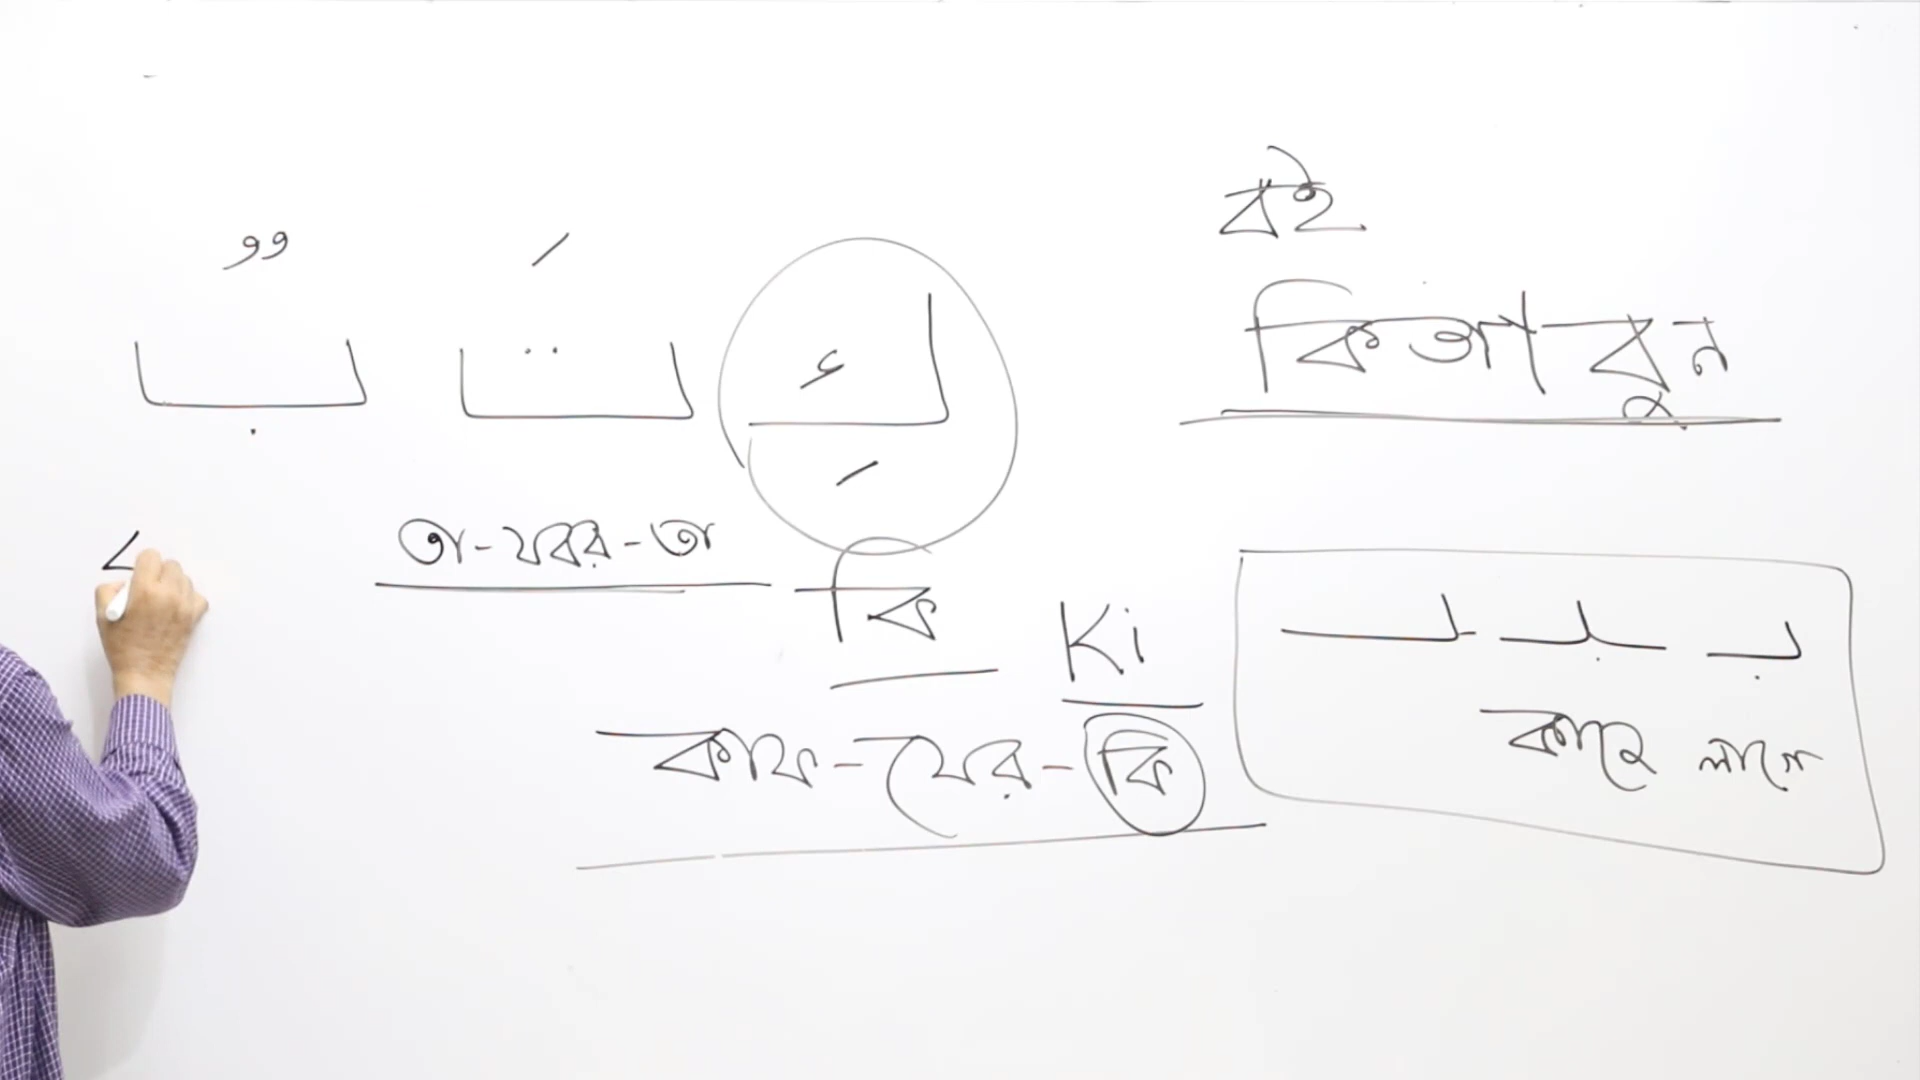 বই
কিতাবুন
بٌ تَ كِ
তা-যবর-তা
কি
Ki
কাফ-যের-কি
ب ب ب
কাছে লাগে